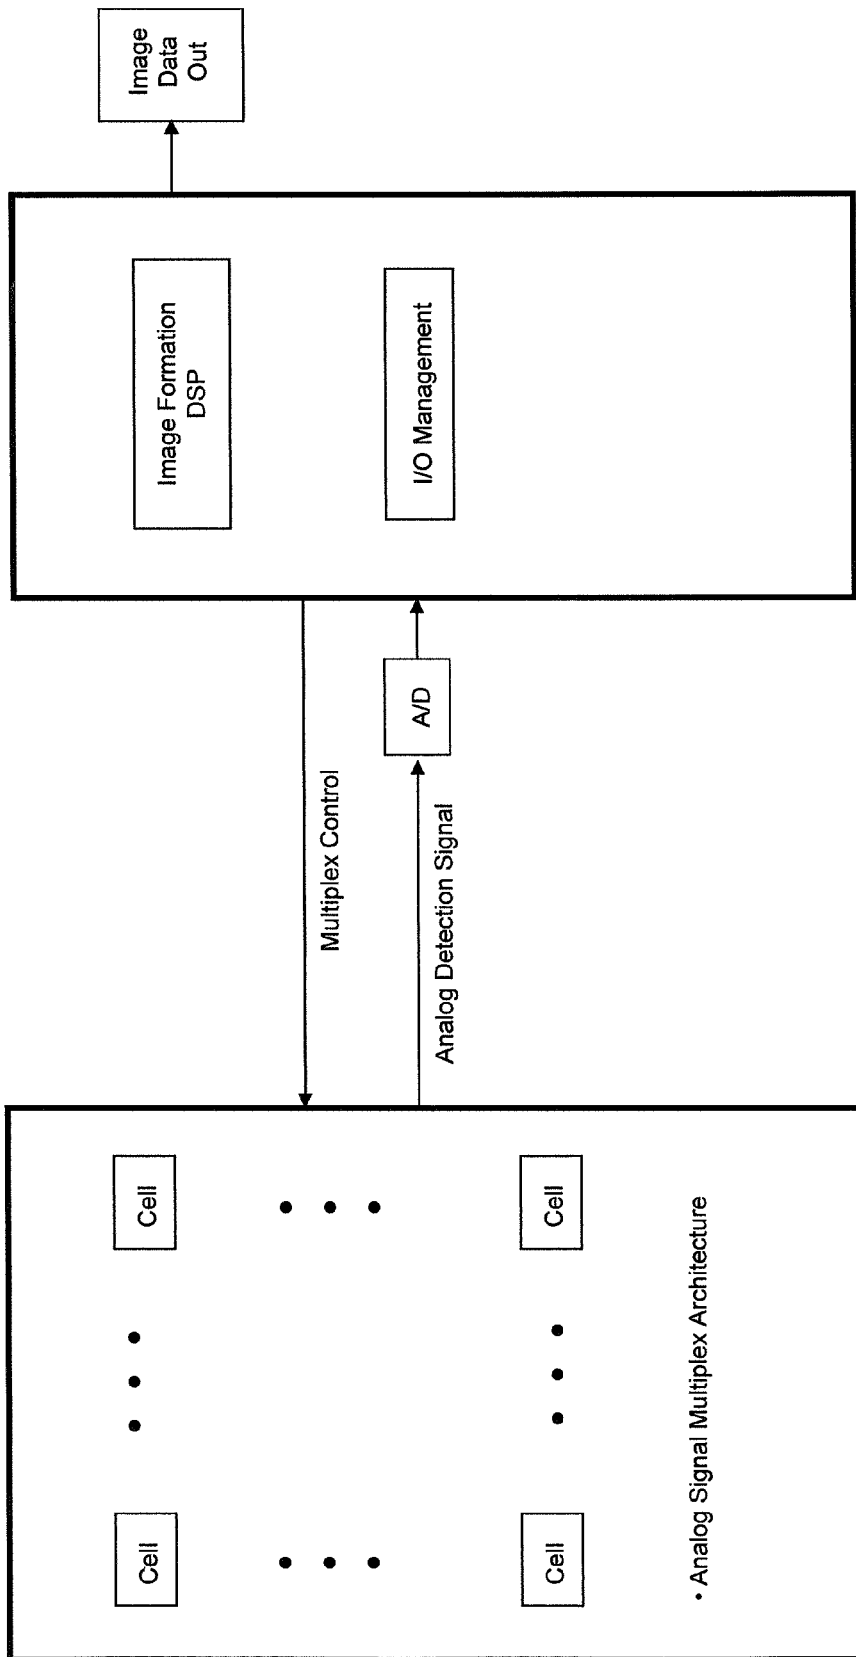 Cell
Cell
Cell
Cell
• Analog Signal Multiplex Architecture
Multiplex Control
Analog Detection Signal
A/D
Image Formation
DSP
I/O Management
Image
Data
Out